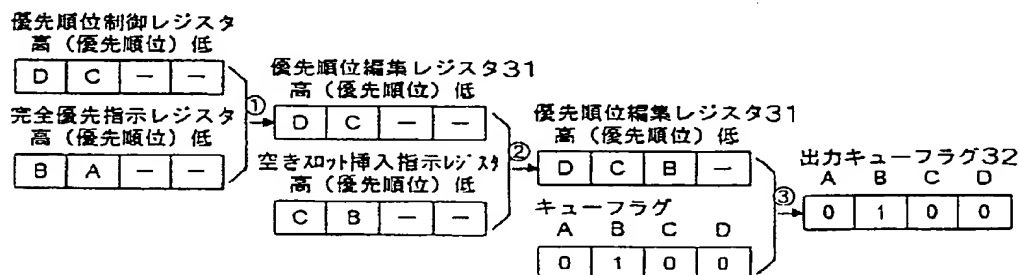 優先順位制御レジスタ
高（優先順位）低
D C − −
完全優先指示レジスタ
高（優先順位）低
B A − −
①
優先順位編集レジスタ31
高（優先順位）低
D C − −
空きスロット挿入指示レジスタ
高（優先順位）低
C B − −
②
優先順位編集レジスタ31
高（優先順位）低
D C B −
キューフラグ
A B C D
0 1 0 0
③
出力キューフラグ32
A B C D
0 1 0 0